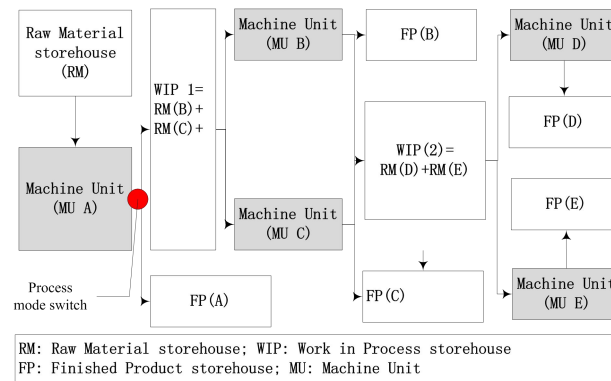 Raw Material
storehouse
(RM)
Machine Unit
(MU A)
Process
mode switch
WIP 1=
RM(B)+
RM(C)+
FP(A)
Machine Unit
(MU B)
Machine Unit
(MU C)
FP(B)
WIP(2)=
RM(D)+RM(E)
FP(C)
Machine Unit
(MU D)
FP(D)
FP(E)
Machine Unit
(MU E)
RM: Raw Material storehouse; WIP: Work in Process storehouse
FP: Finished Product storehouse; MU: Machine Unit